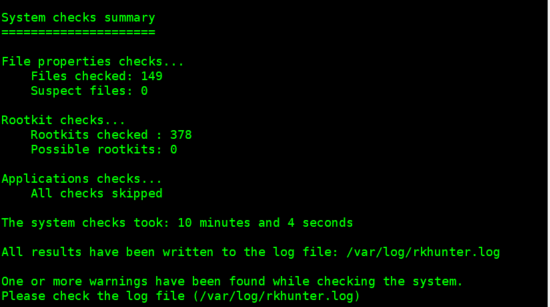 System checks summary
=====================
File properties checks...
Files checked: 149
Suspect files: 0
Rootkit checks...
Rootkits checked : 378
Possible rootkits: 0
Applications checks...
All checks skipped
The system checks took: 10 minutes and 4 seconds
All results have been written to the log file: /var/log/rkhunter.log
One or more warnings have been found while checking the system.
Please check the log file (/var/log/rkhunter.log)